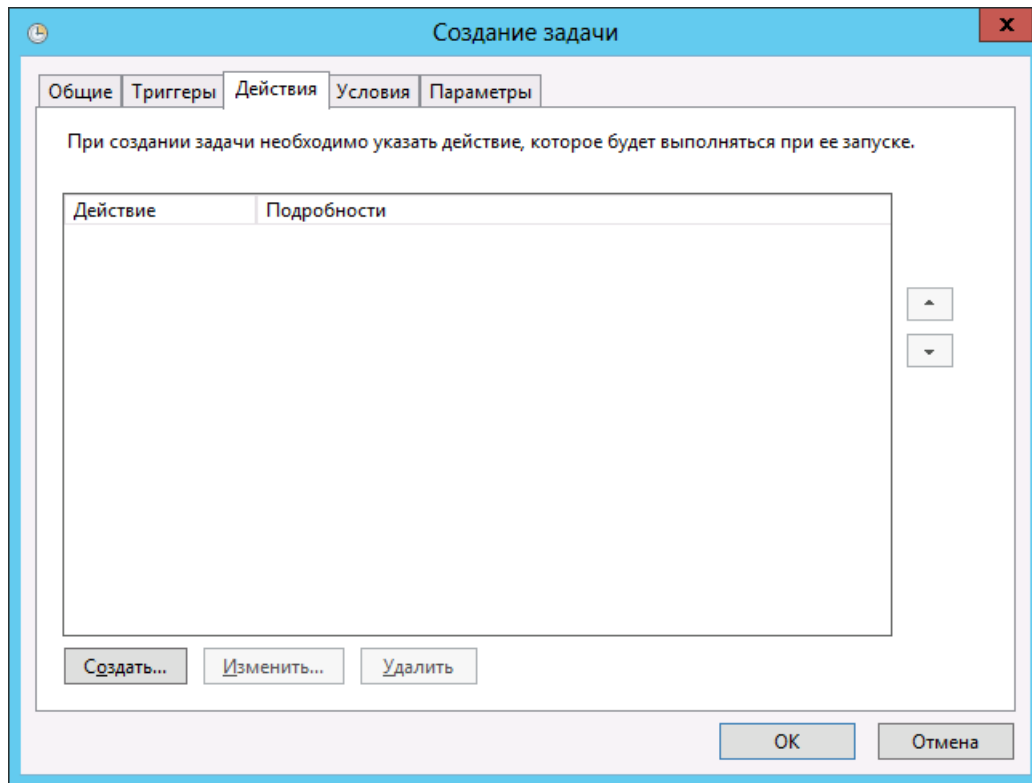 Создание задачи
x
Общие Триггеры Действия Условия Параметры
При создании задачи необходимо указать действие, которое будет выполняться при ее запуске.
Действие Подробности
Создать... Изменить... Удалить
OK Отмена